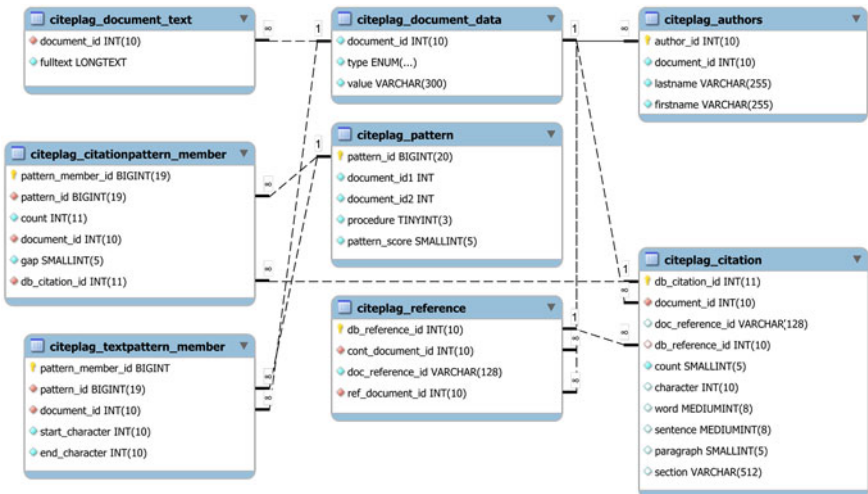 citeplag_document_text
document_id INT(10)
fulltext LONGTEXT
∞
1
citeplag_document_data
document_id INT(10)
type ENUM(...)
value VARCHAR(300)
1
∞
citeplag_authors
author_id INT(10)
document_id INT(10)
lastname VARCHAR(255)
firstname VARCHAR(255)
citeplag_citationpattern_member
pattern_member_id BIGINT(19)
pattern_id BIGINT(19)
count INT(11)
document_id INT(10)
gap SMALLINT(5)
db_citation_id INT(11)
∞
∞
1
citeplag_pattern
pattern_id BIGINT(20)
document_id1 INT
document_id2 INT
procedure TINYINT(3)
pattern_score SMALLINT(5)
citeplag_textpattern_member
pattern_member_id BIGINT
pattern_id BIGINT(19)
document_id INT(10)
start_character INT(10)
end_character INT(10)
∞
∞
citeplag_reference
db_reference_id INT(10)
cont_document_id INT(10)
doc_reference_id VARCHAR(128)
ref_document_id INT(10)
1
∞
∞
1
∞
∞
citeplag_citation
db_citation_id INT(11)
document_id INT(10)
doc_reference_id VARCHAR(128)
db_reference_id INT(10)
count SMALLINT(5)
character INT(10)
word MEDIUMINT(8)
sentence MEDIUMINT(8)
paragraph SMALLINT(5)
section VARCHAR(512)